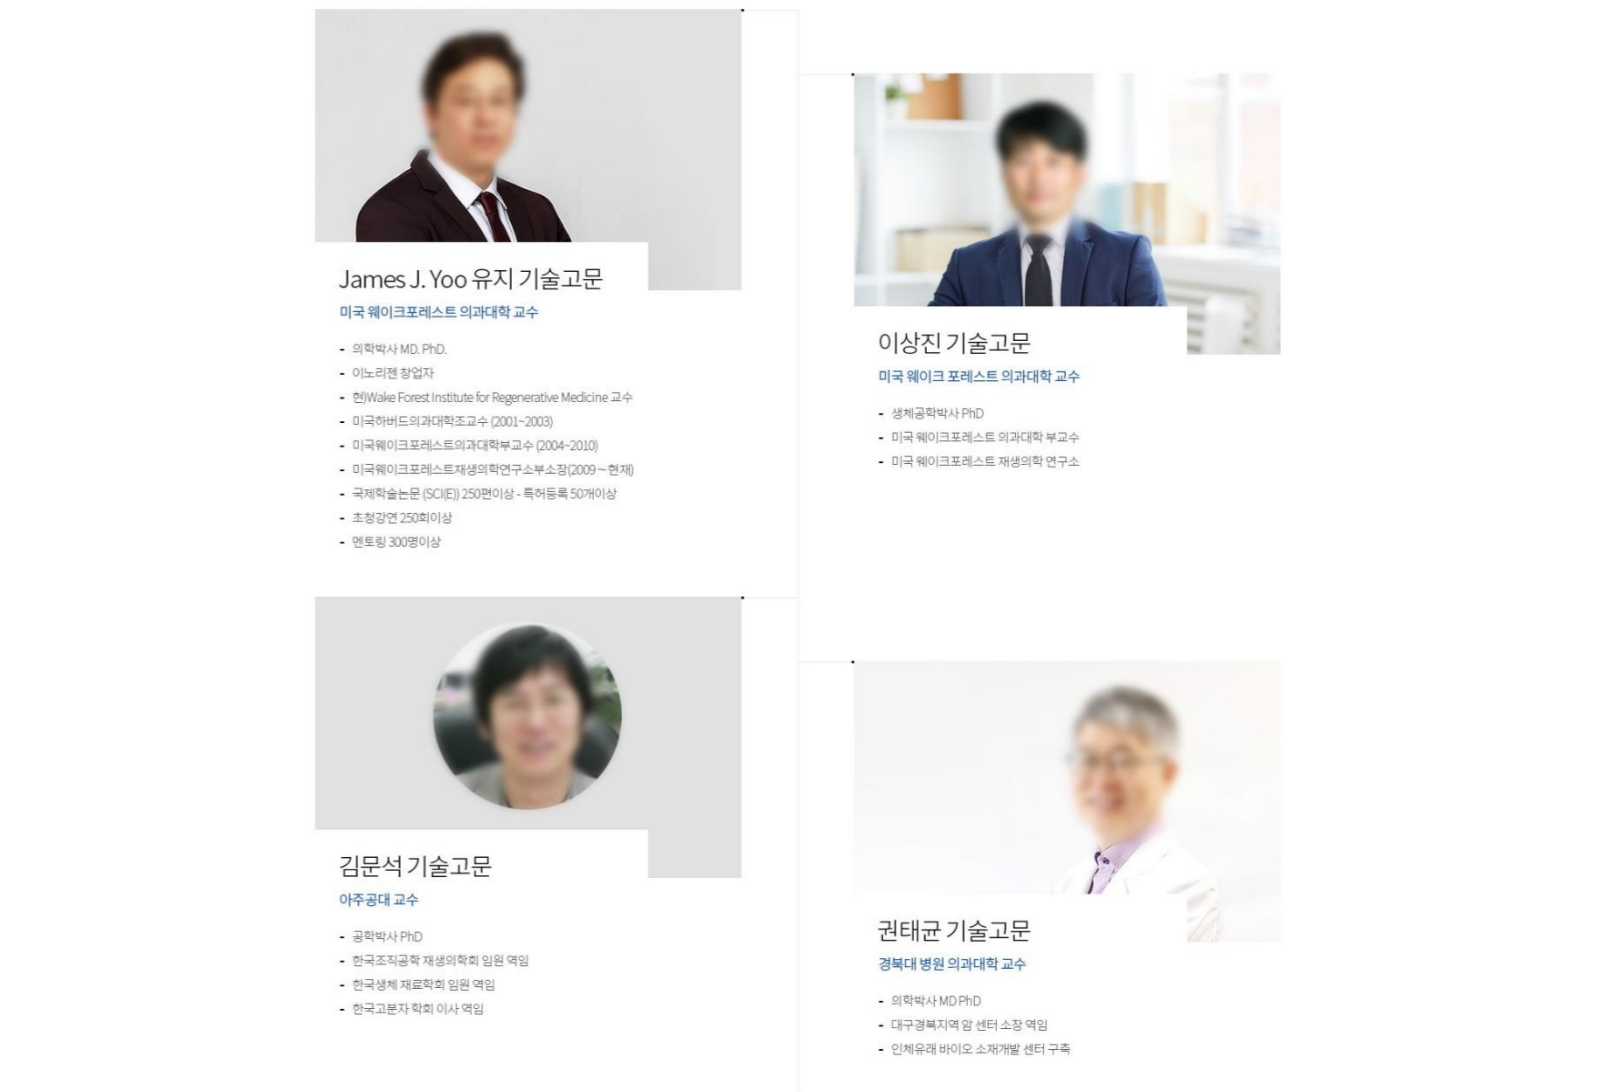 James J. Yoo 유지 기술고문
미국 웨이크포레스트 의과대학 교수
- 의학박사 MD. PhD.
- 이노리젠 창업자
- 현)Wake Forest Institute for Regenerative Medicine 교수
- 미국하버드의과대학조교수 (2001~2003)
- 미국웨이크포레스트의과대학부교수 (2004~2010)
- 미국웨이크포레스트재생의학연구소부소장(2009 ~ 현재)
- 국제학술논문 (SCI(E)) 250편이상 - 특허등록 50개이상
- 초청강연 250회이상
- 멘토링 300명이상
이상진 기술고문
미국 웨이크 포레스트 의과대학 교수
- 생체공학박사 PhD
- 미국 웨이크포레스트 의과대학 부교수
- 미국 웨이크포레스트 재생의학 연구소
김문석 기술고문
아주공대 교수
- 공학박사 PhD
- 한국조직공학 재생의학회 임원 역임
- 한국생체 재료학회 임원 역임
- 한국고분자 학회 이사 역임
권태균 기술고문
경북대 병원 의과대학 교수
- 의학박사 MD PhD
- 대구경북지역 암 센터 소장 역임
- 인체유래 바이오 소재개발 센터 구축